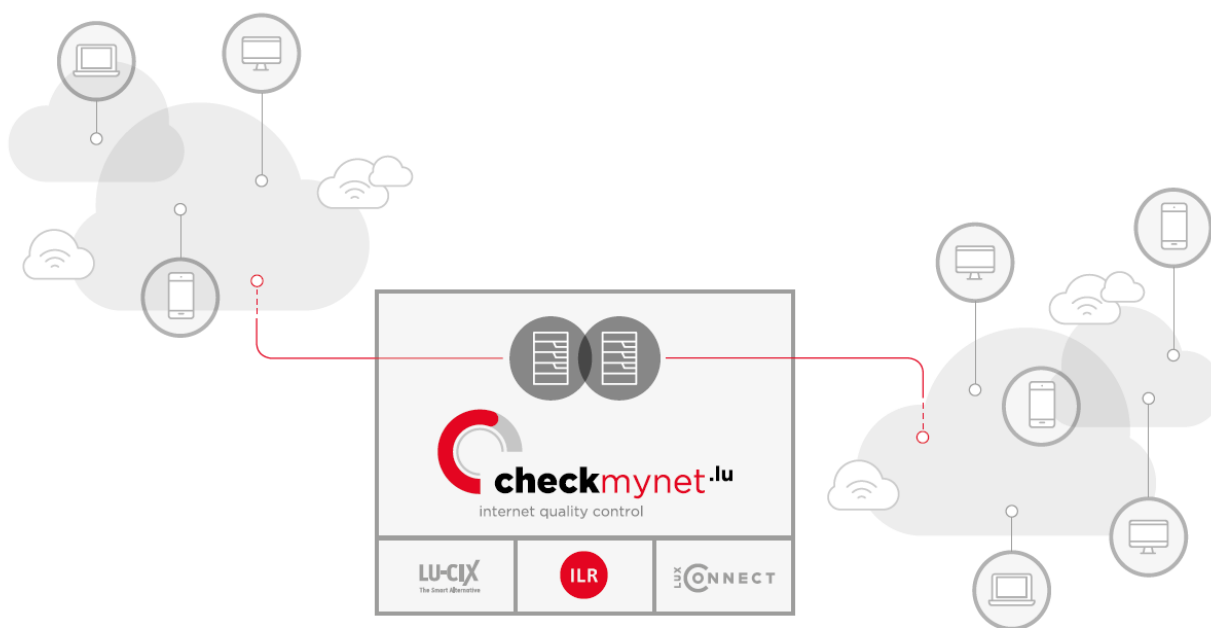 checkmynet.lu
internet quality control
LU-CIX
The Smart Alternative
ILR
LUX CONNECT